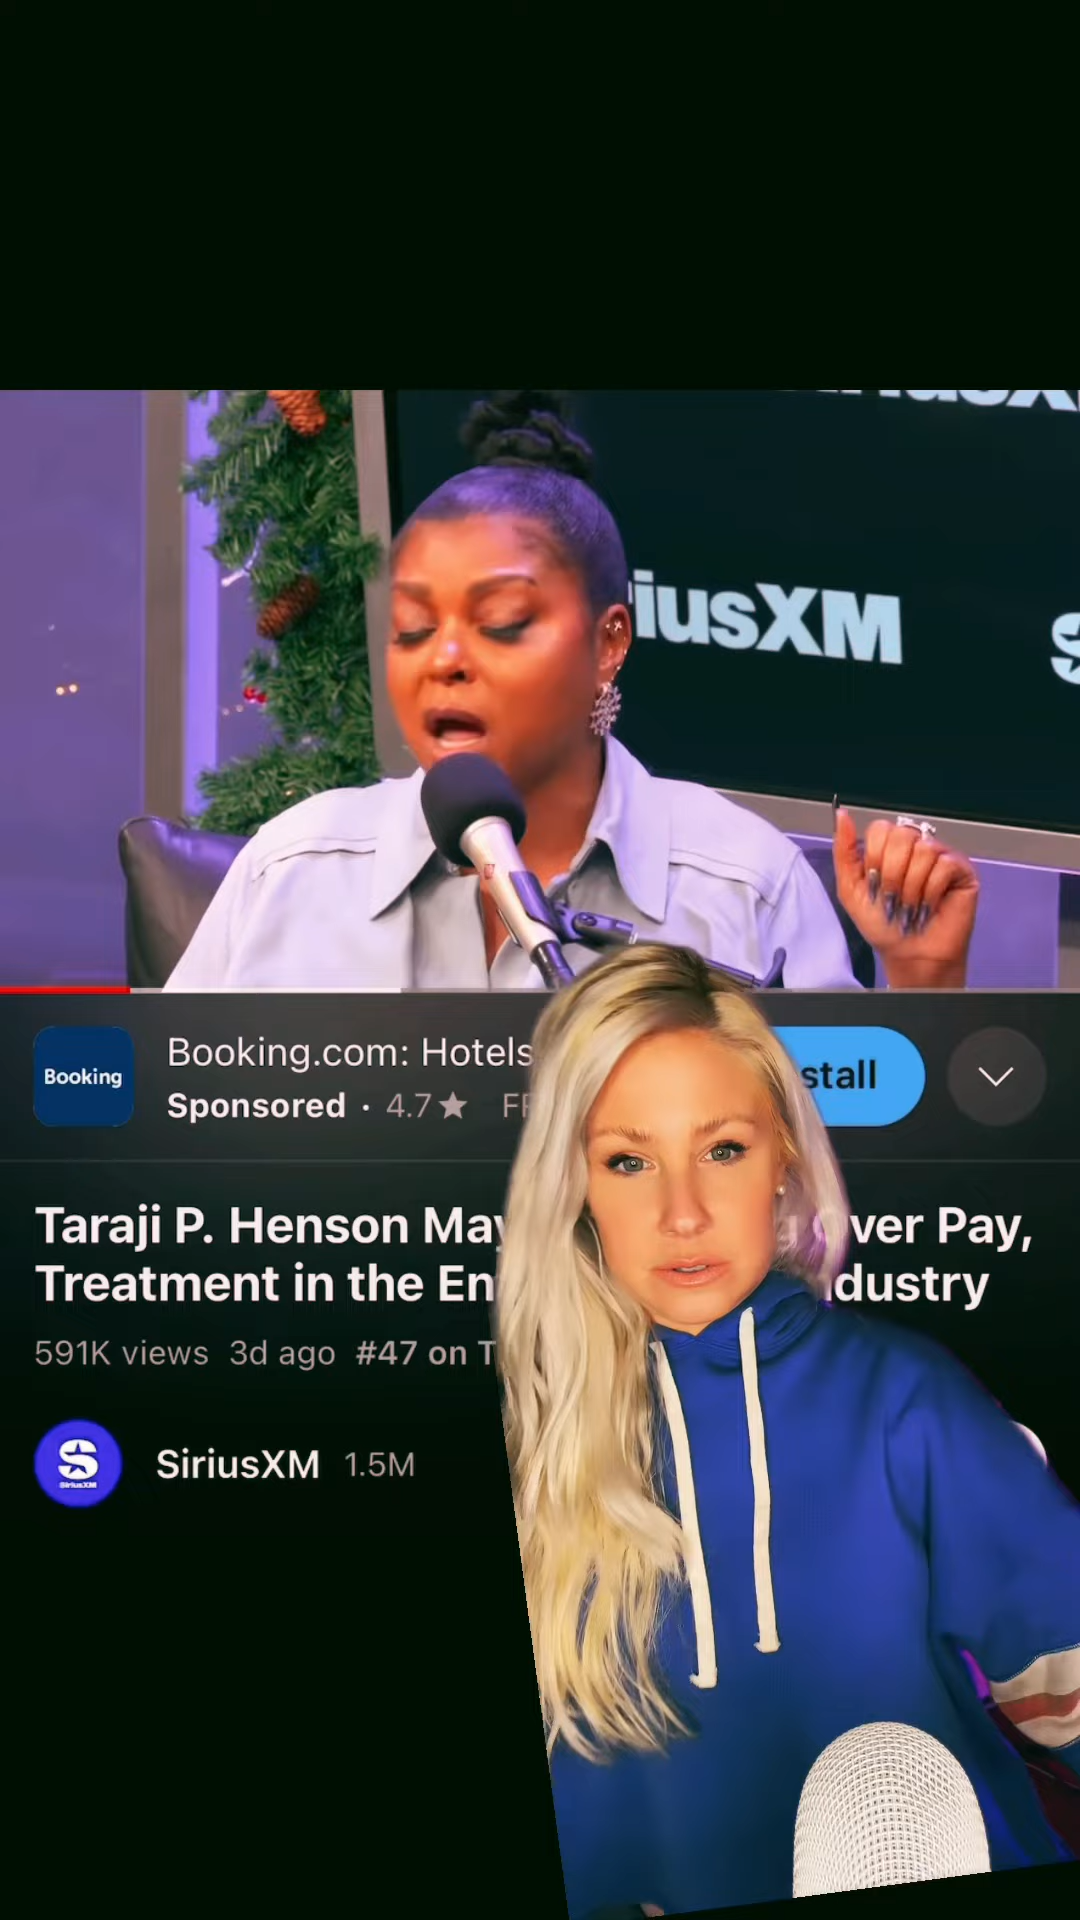 iusXM
Booking
Booking.com: Hotels
stall
Sponsored · 4.7★
Taraji P. Henson May ver Pay,
Treatment in the En dustry
591K views 3d ago #47 on T
S
SiriusXM
SiriusXM 1.5M